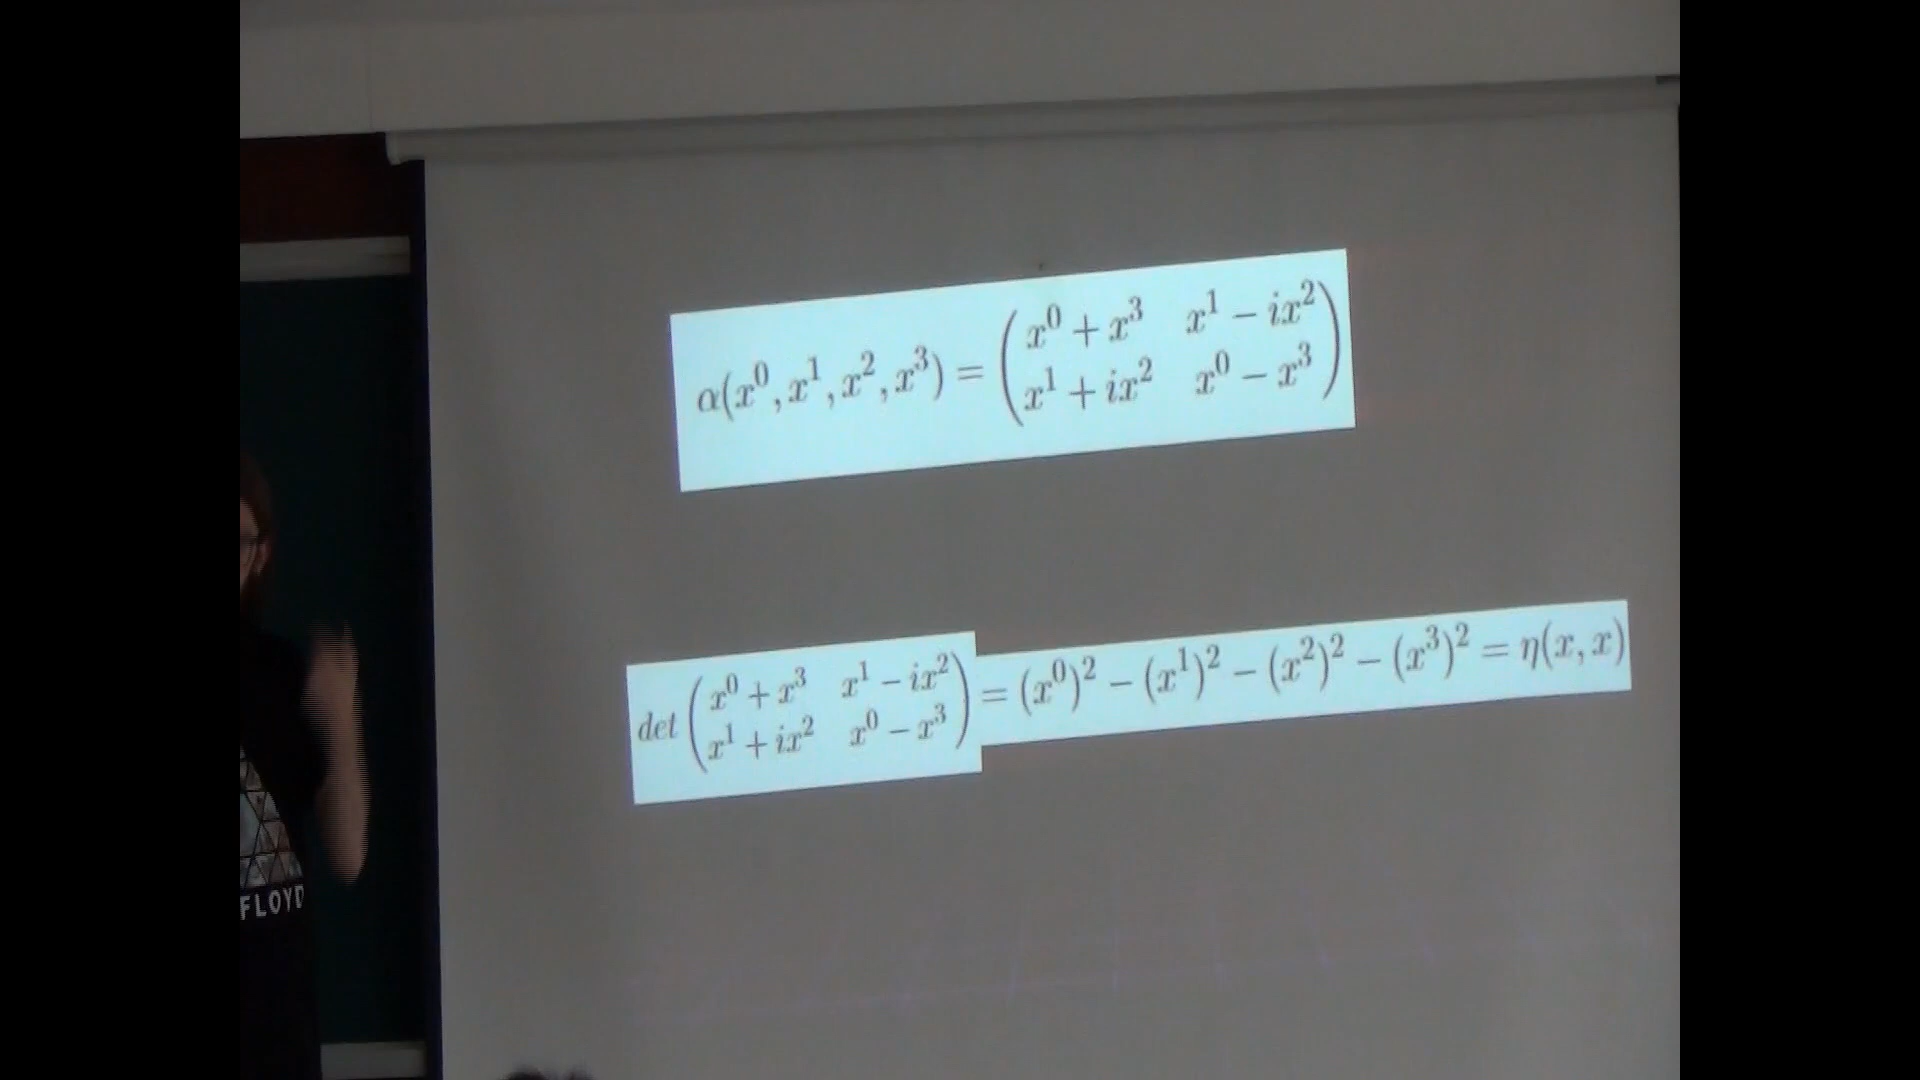 α(x⁰, x¹, x², x³) = ( x⁰ + x³   x¹ − ix²
x¹ + ix²   x⁰ − x³ )
det ( x⁰ + x³   x¹ − ix²
x¹ + ix²   x⁰ − x³ ) = (x⁰)² − (x¹)² − (x²)² − (x³)² = η(x, x)
FLOYD